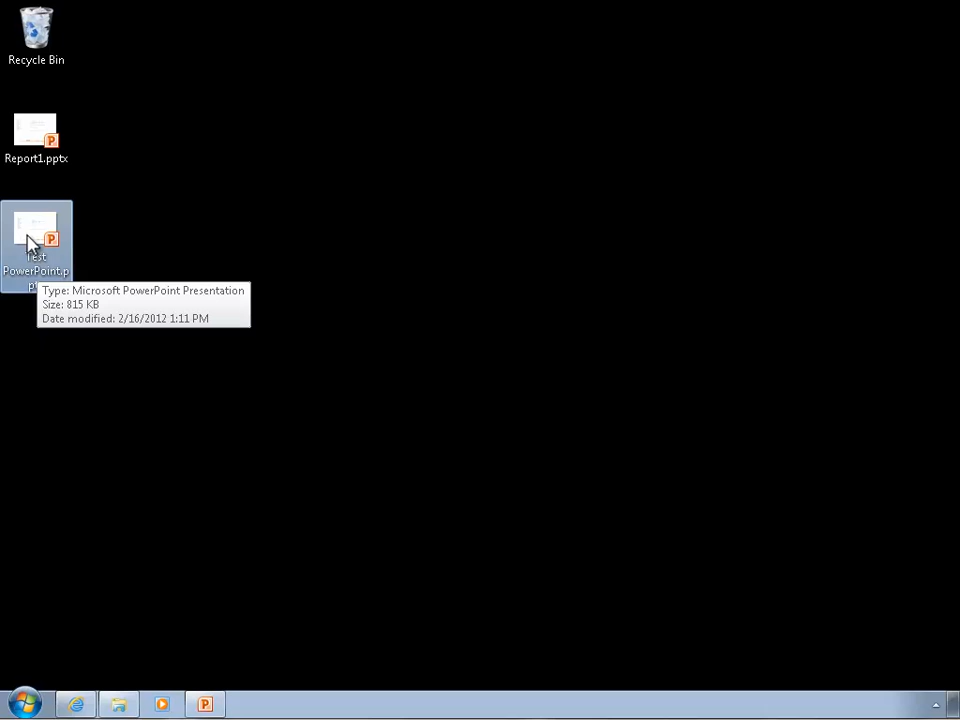 Recycle Bin
P
Report1.pptx
P
Test
PowerPoint.p
Type: Microsoft PowerPoint Presentation
Size: 815 KB
Date modified: 2/16/2012 1:11 PM
P